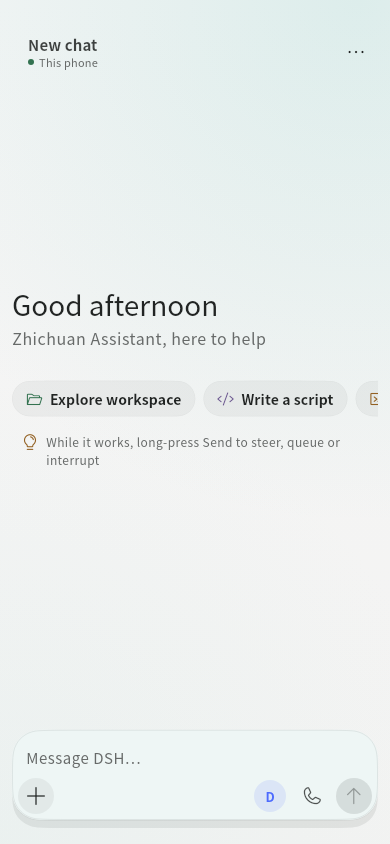 New chat
This phone
Good afternoon
Zhichuan Assistant, here to help
Explore workspace
Write a script
While it works, long-press Send to steer, queue or
interrupt
Message DSH…
D